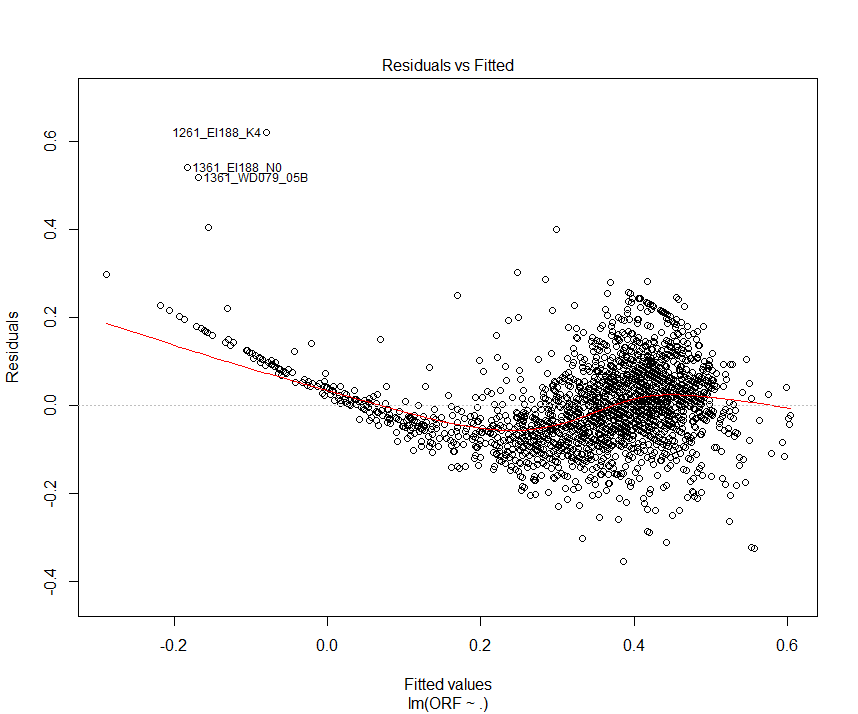 Residuals vs Fitted
Residuals
0.6
0.4
0.2
0.0
-0.2
-0.4
1261_EI188_K4
1361_EI188_N0
1361_WD079_05B
-0.2 0.0 0.2 0.4 0.6
Fitted values
lm(ORF ~ .)